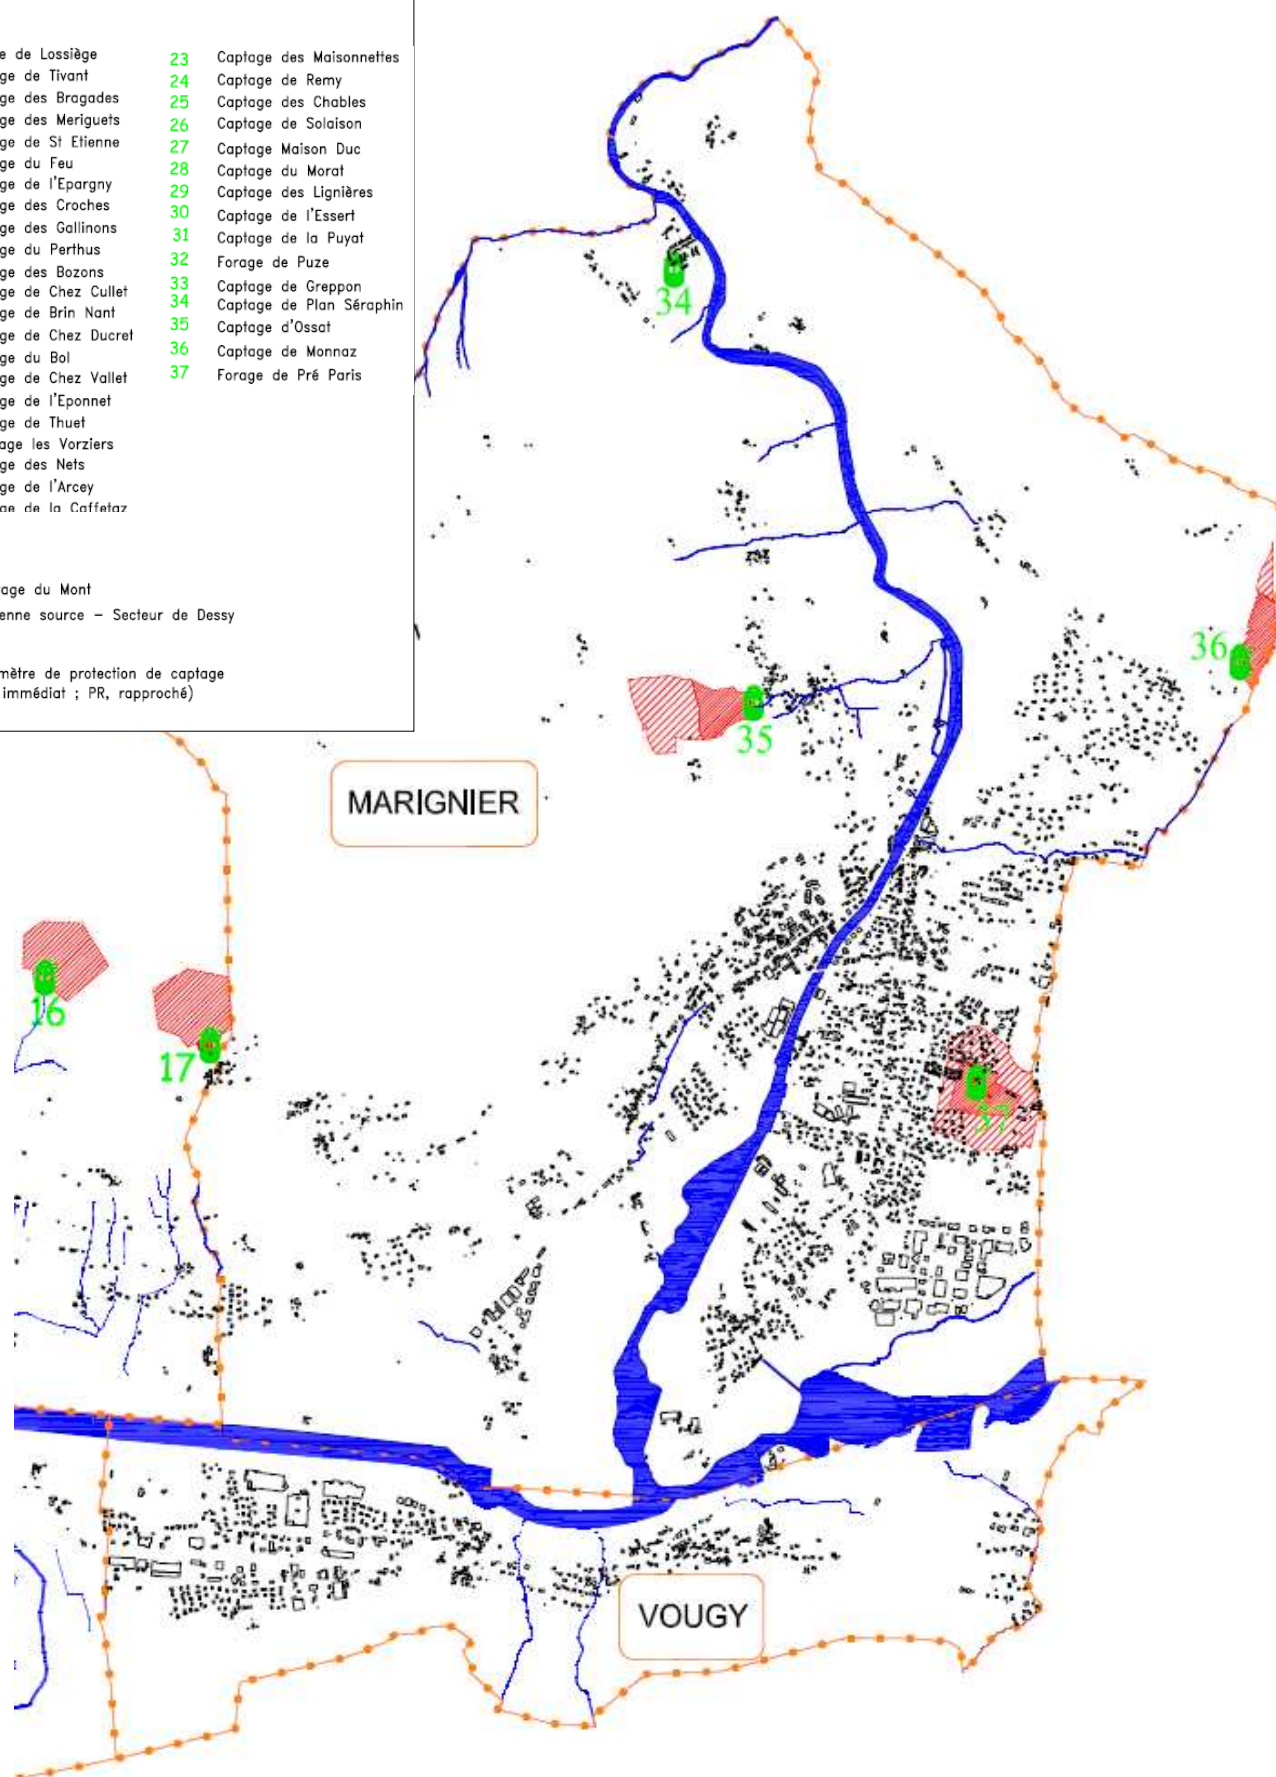 e de Lossiège
ge de Tivant
ge des Bragades
ge des Meriguets
ge de St Etienne
ge du Feu
ge de l'Epargny
ge des Croches
ge des Gallinons
ge du Perthus
ge des Bozons
ge de Chez Cullet
ge de Brin Nant
ge de Chez Ducret
ge du Bol
ge de Chez Vallet
ge de l'Eponnet
ge de Thuet
age les Vorziers
ge des Nets
ge de l'Arcey
ge de la Caffetaz
23 Captage des Maisonnettes
24 Captage de Remy
25 Captage des Chables
26 Captage de Solaison
27 Captage Maison Duc
28 Captage du Morat
29 Captage des Lignières
30 Captage de l'Essert
31 Captage de la Puyat
32 Forage de Puze
33 Captage de Greppon
34 Captage de Plan Séraphin
35 Captage d'Ossat
36 Captage de Monnaz
37 Forage de Pré Paris
age du Mont
enne source – Secteur de Dessy
mètre de protection de captage
immédiat ; PR, rapproché)
34
36
35
MARIGNIER
16
17
37
VOUGY